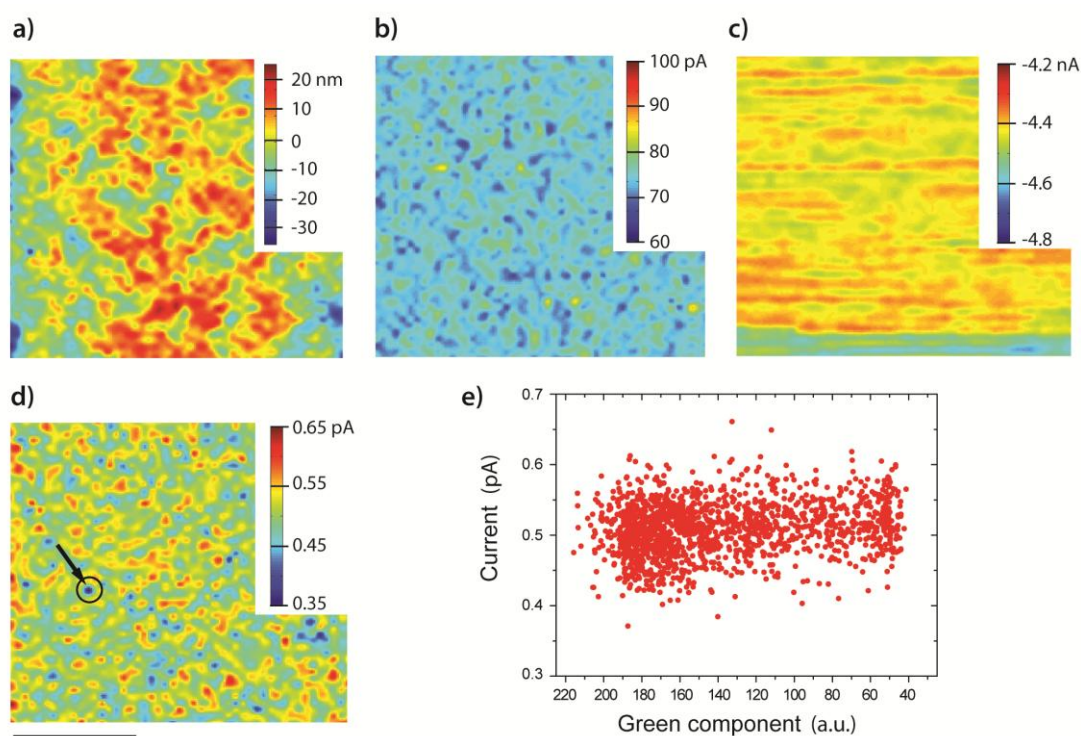 a)
20 nm
10
0
-10
-20
-30
b)
100 pA
90
80
70
60
c)
-4.2 nA
-4.4
-4.6
-4.8
d)
0.65 pA
0.55
0.45
0.35
e)
0.7
0.6
0.5
0.4
0.3
Current (pA)
220 200 180 160 140 120 100 80 60 40
Green component (a.u.)